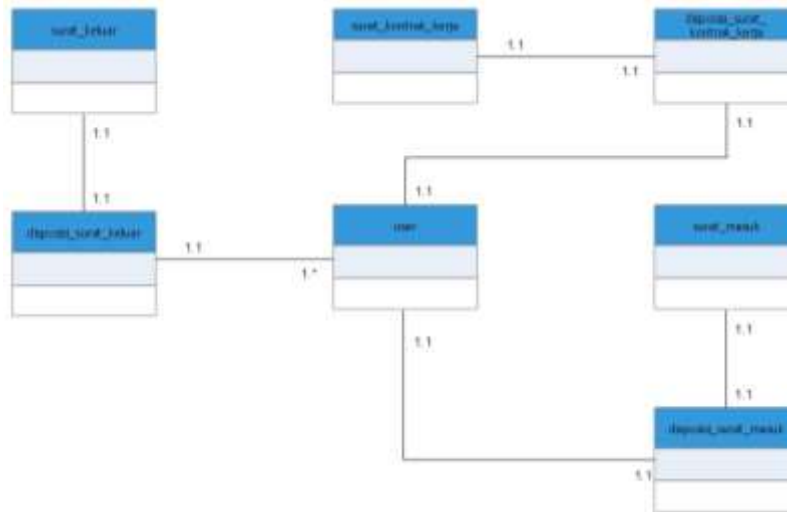 surat_keluar
surat_kontrak_kerja
disposisi_surat_
kontrak_kerja
1.1
1.1
1.1
1.1
1.1
1.1
disposisi_surat_keluar
user
surat_masuk
1.1
1.*
1.1
1.1
1.1
disposisi_surat_masuk
1.1